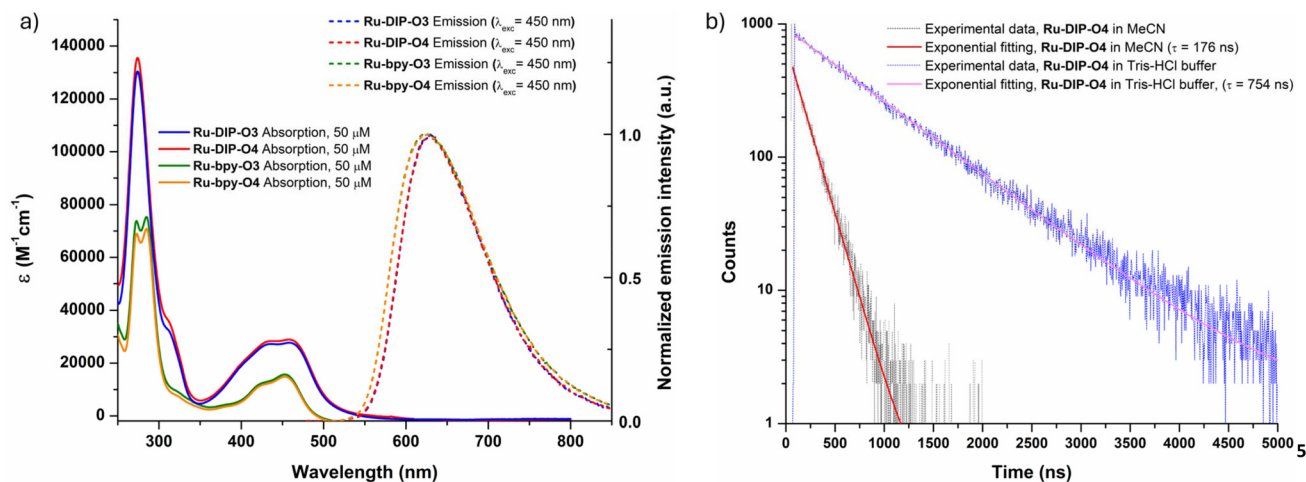 a)
Ru-DIP-O3 Emission (λexc= 450 nm)
Ru-DIP-O4 Emission (λexc= 450 nm)
Ru-bpy-O3 Emission (λexc= 450 nm)
Ru-bpy-O4 Emission (λexc= 450 nm)
Ru-DIP-O3 Absorption, 50 μM
Ru-DIP-O4 Absorption, 50 μM
Ru-bpy-O3 Absorption, 50 μM
Ru-bpy-O4 Absorption, 50 μM
ε (M⁻¹cm⁻¹)
140000
120000
100000
80000
60000
40000
20000
0
300 400 500 600 700 800
Wavelength (nm)
1.0
0.5
0.0
Normalized emission intensity (a.u.)
b)
Experimental data, Ru-DIP-O4 in MeCN
Exponential fitting, Ru-DIP-O4 in MeCN (τ = 176 ns)
Experimental data, Ru-DIP-O4 in Tris-HCl buffer
Exponential fitting, Ru-DIP-O4 in Tris-HCl buffer, (τ = 754 ns)
Counts
1000
100
10
1
0 500 1000 1500 2000 2500 3000 3500 4000 4500 5000
Time (ns)
5